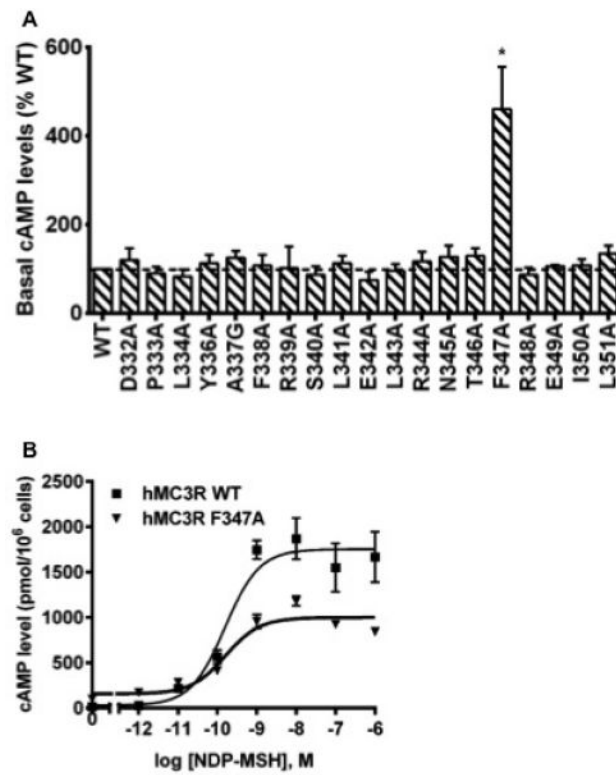 A
Basal cAMP levels (% WT)
600
400
200
0
*
WT
D332A
P333A
L334A
Y336A
A337G
F338A
R339A
S340A
L341A
E342A
L343A
R344A
N345A
T346A
F347A
R348A
E349A
I350A
L351A
B
cAMP level (pmol/10⁶ cells)
2500
2000
1500
1000
500
0
hMC3R WT
hMC3R F347A
0 -12 -11 -10 -9 -8 -7 -6
log [NDP-MSH], M